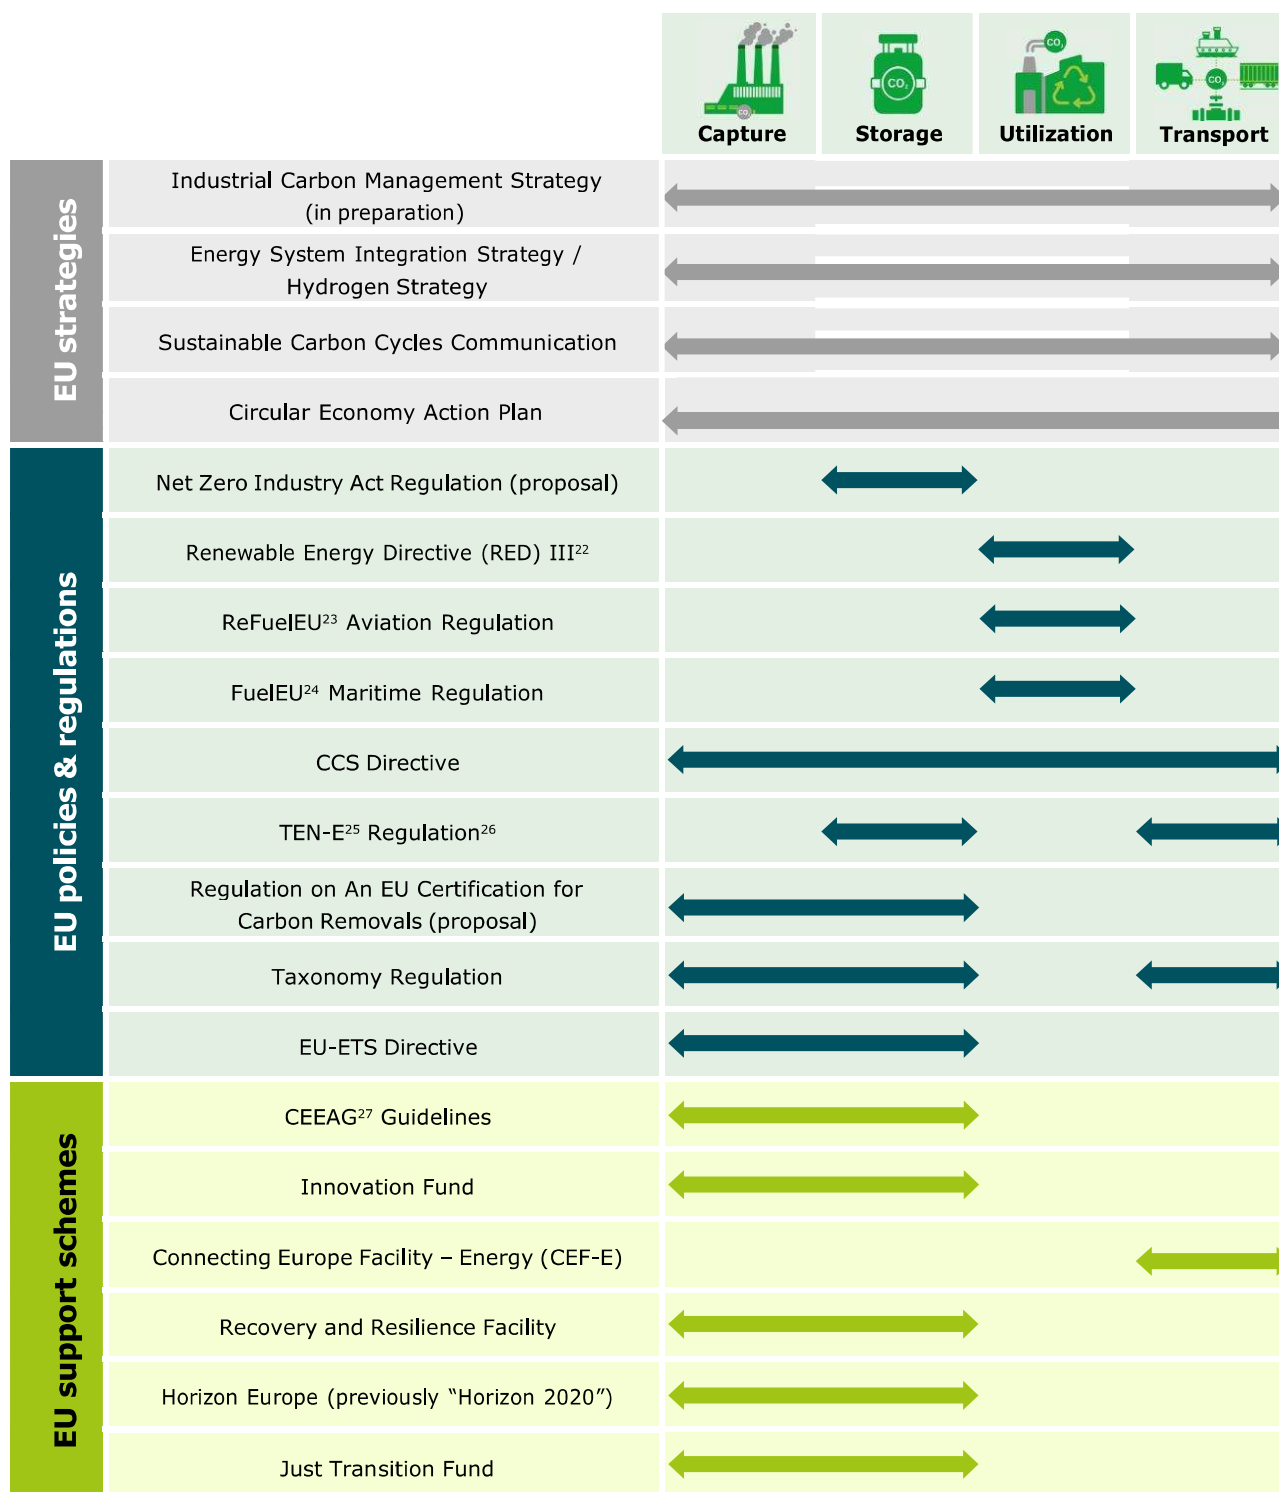 CO₂
CO₂
CO₂
CO₂
Capture
Storage
Utilization
Transport
EU strategies
Industrial Carbon Management Strategy
(in preparation)
Energy System Integration Strategy /
Hydrogen Strategy
Sustainable Carbon Cycles Communication
Circular Economy Action Plan
EU policies & regulations
Net Zero Industry Act Regulation (proposal)
Renewable Energy Directive (RED) III²²
ReFuelEU²³ Aviation Regulation
FuelEU²⁴ Maritime Regulation
CCS Directive
TEN-E²⁵ Regulation²⁶
Regulation on An EU Certification for
Carbon Removals (proposal)
Taxonomy Regulation
EU-ETS Directive
EU support schemes
CEEAG²⁷ Guidelines
Innovation Fund
Connecting Europe Facility – Energy (CEF-E)
Recovery and Resilience Facility
Horizon Europe (previously “Horizon 2020”)
Just Transition Fund